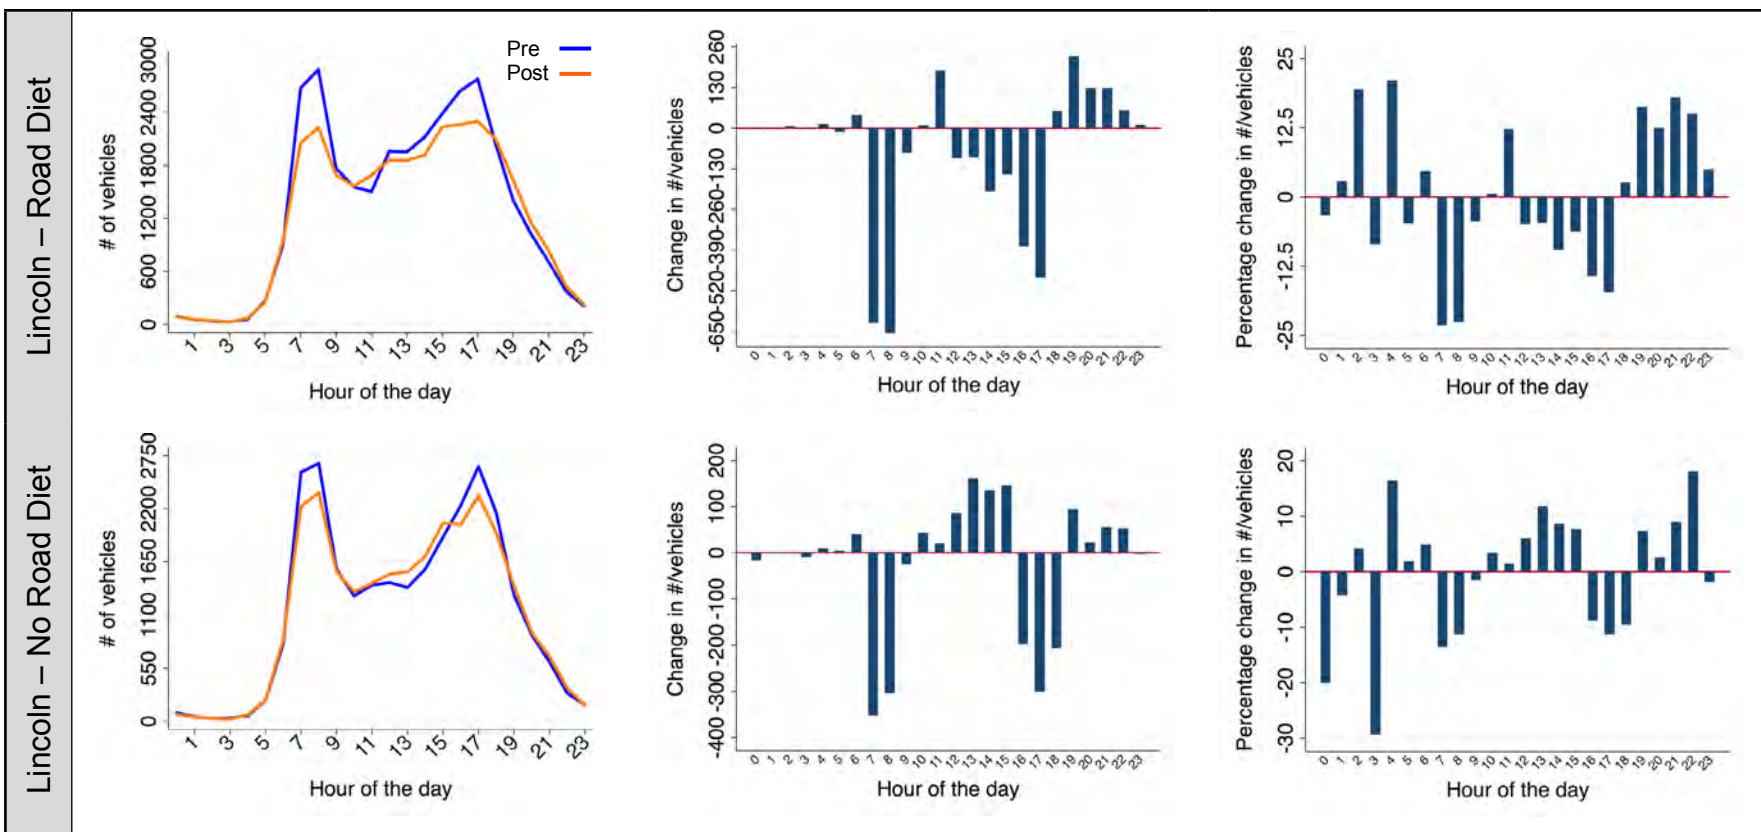 Lincoln – Road Diet
# of vehicles
0 600 1200 1800 2400 3000
Pre
Post
1 3 5 7 9 11 13 15 17 19 21 23
Hour of the day
Change in #/vehicles
-650 -520 -390 -260 -130 0 130 260
0 1 2 3 4 5 6 7 8 9 10 11 12 13 14 15 16 17 18 19 20 21 22 23
Hour of the day
Percentage change in #/vehicles
-25 -12.5 0 12.5 25
0 1 2 3 4 5 6 7 8 9 10 11 12 13 14 15 16 17 18 19 20 21 22 23
Hour of the day
Lincoln – No Road Diet
# of vehicles
0 550 1100 1650 2200 2750
1 3 5 7 9 11 13 15 17 19 21 23
Hour of the day
Change in #/vehicles
-400 -300 -200 -100 0 100 200
0 1 2 3 4 5 6 7 8 9 10 11 12 13 14 15 16 17 18 19 20 21 22 23
Hour of the day
Percentage change in #/vehicles
-30 -20 -10 0 10 20
0 1 2 3 4 5 6 7 8 9 10 11 12 13 14 15 16 17 18 19 20 21 22 23
Hour of the day